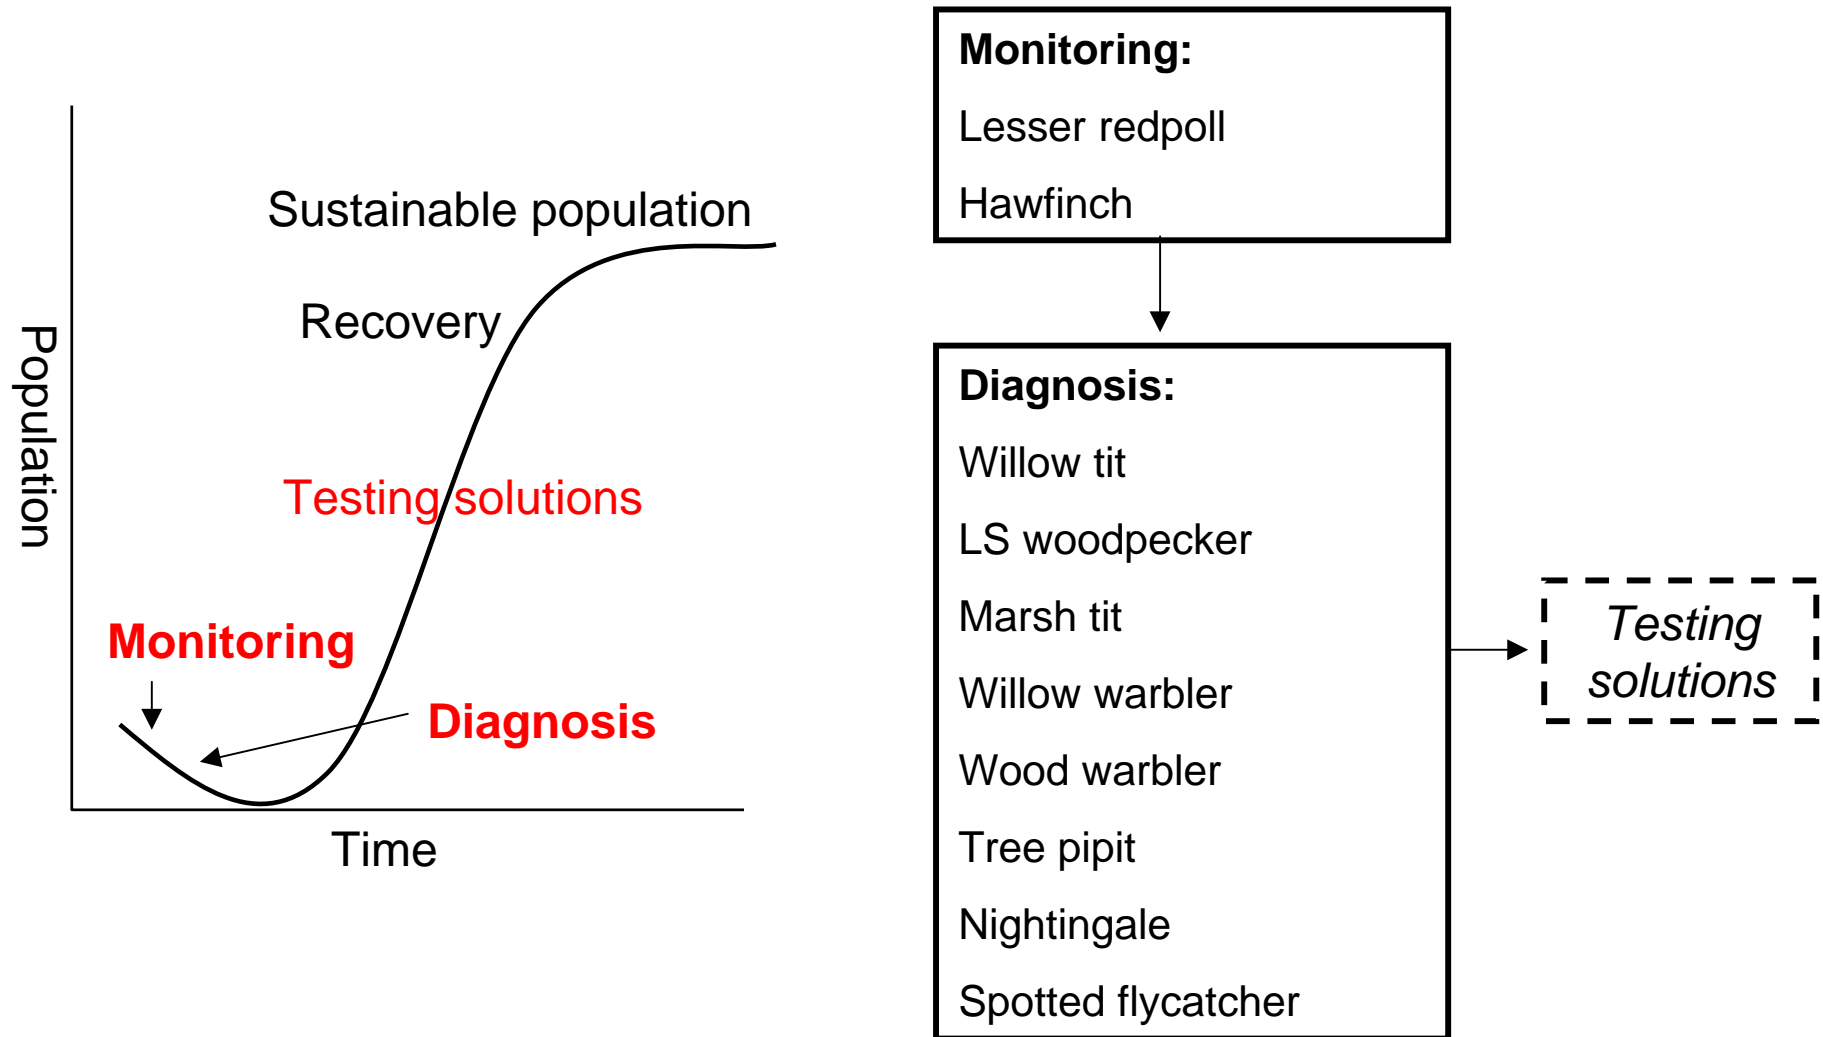 Sustainable population
Recovery
Testing solutions
Monitoring
Diagnosis
Population
Time
Monitoring:
Lesser redpoll
Hawfinch
Diagnosis:
Willow tit
LS woodpecker
Marsh tit
Willow warbler
Wood warbler
Tree pipit
Nightingale
Spotted flycatcher
Testing
solutions